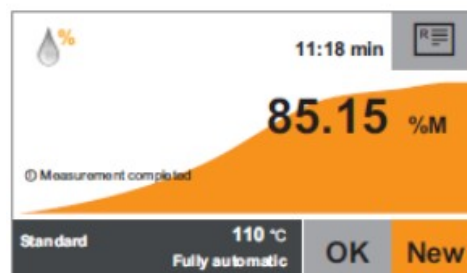 %
11:18 min
R
85.15 %M
Measurement completed
Standard
110 °C
Fully automatic
OK
New